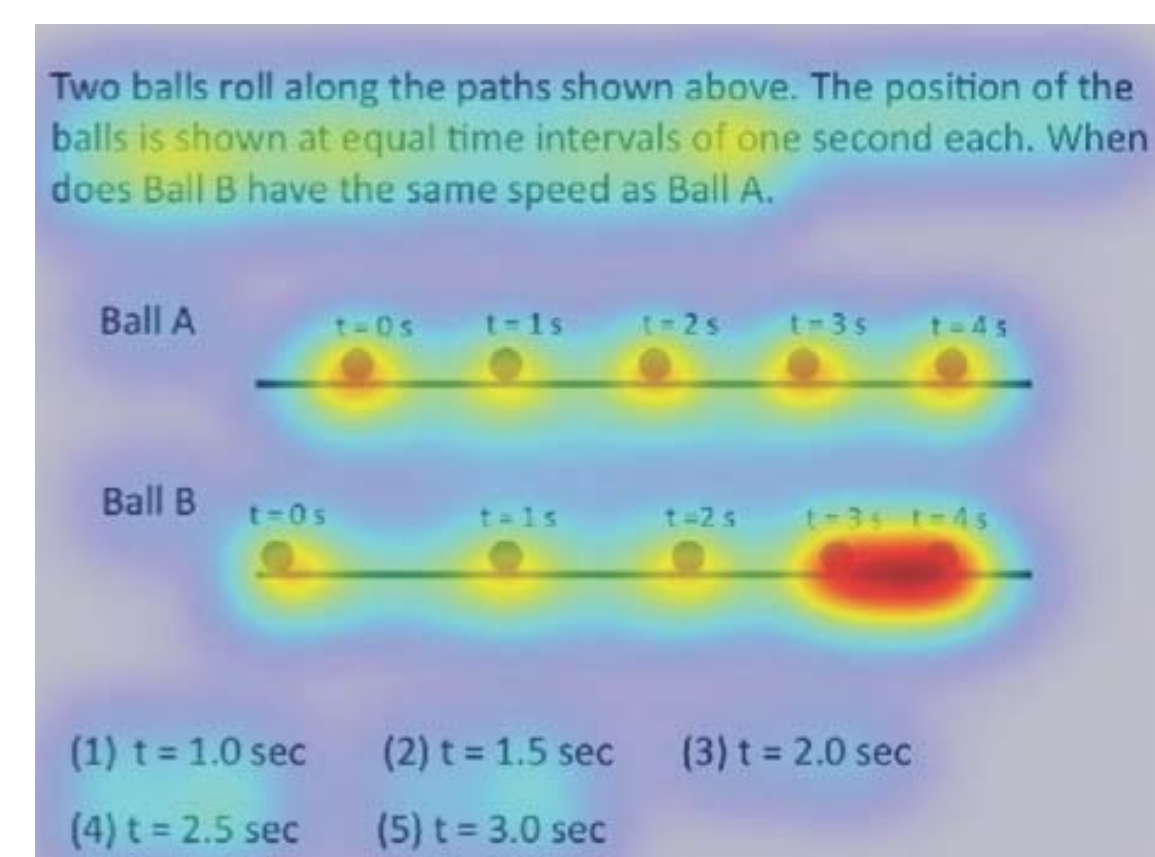 Two balls roll along the paths shown above. The position of the
balls is shown at equal time intervals of one second each. When
does Ball B have the same speed as Ball A.
Ball A
t = 0 s t = 1 s t = 2 s t = 3 s t = 4 s
Ball B
t = 0 s t = 1 s t =2 s t = 3 s t = 4 s
(1) t = 1.0 sec (2) t = 1.5 sec (3) t = 2.0 sec
(4) t = 2.5 sec (5) t = 3.0 sec